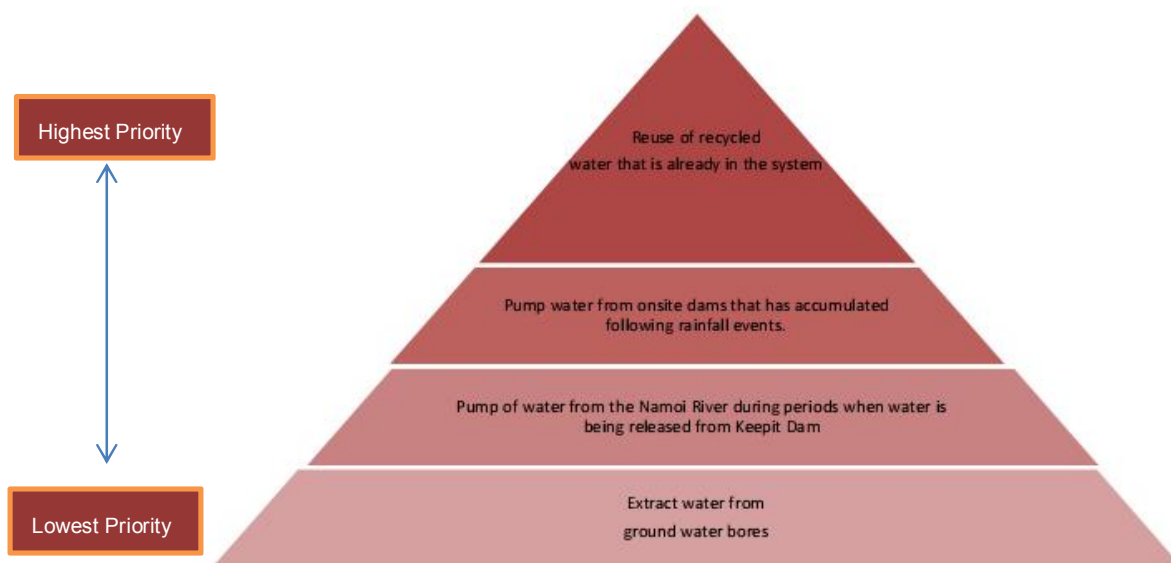 Highest Priority
Reuse of recycled
water that is already in the system
Pump water from onsite dams that has accumulated
following rainfall events.
Pump of water from the Namoi River during periods when water is
being released from Keepit Dam
Lowest Priority
Extract water from
ground water bores